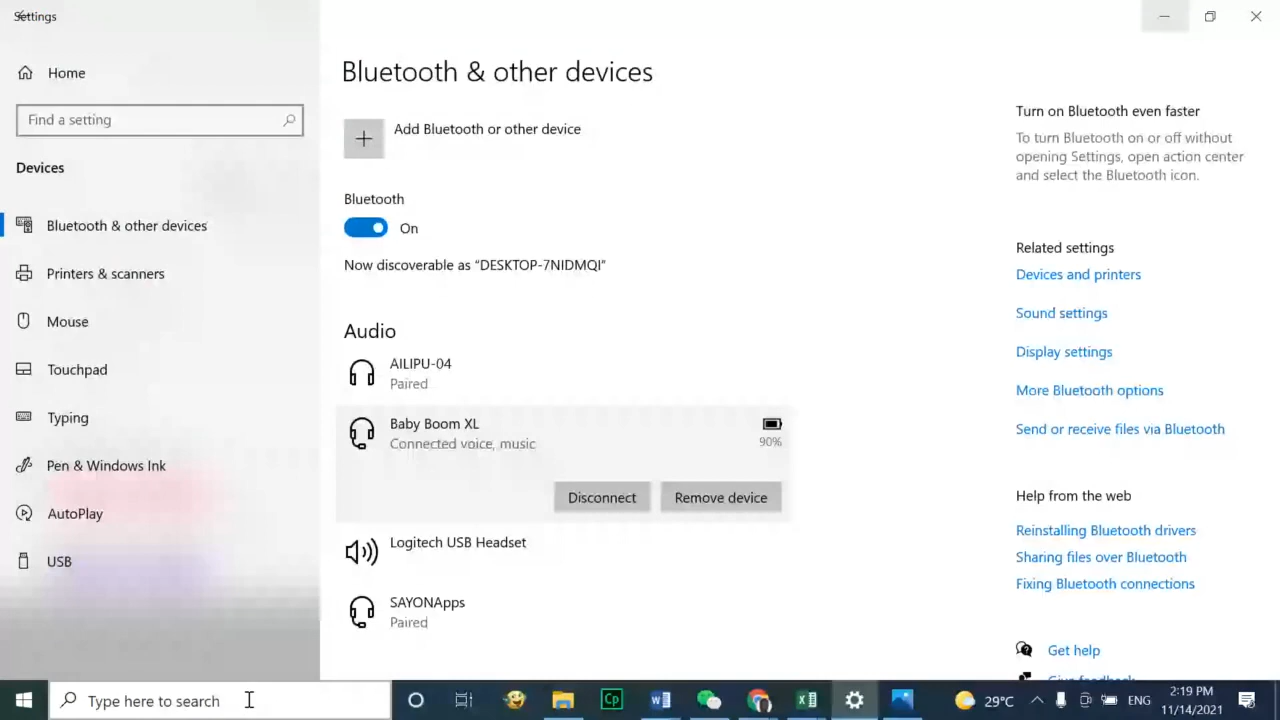 Settings
Home
Find a setting
Devices
Bluetooth & other devices
Printers & scanners
Mouse
Touchpad
Typing
Pen & Windows Ink
AutoPlay
USB
Bluetooth & other devices
Add Bluetooth or other device
Bluetooth
On
Now discoverable as “DESKTOP-7NIDMQI”
Audio
AILIPU-04
Paired
Baby Boom XL
Connected voice, music
90%
Disconnect
Remove device
Logitech USB Headset
SAYONApps
Paired
Turn on Bluetooth even faster
To turn Bluetooth on or off without
opening Settings, open action center
and select the Bluetooth icon.
Related settings
Devices and printers
Sound settings
Display settings
More Bluetooth options
Send or receive files via Bluetooth
Help from the web
Reinstalling Bluetooth drivers
Sharing files over Bluetooth
Fixing Bluetooth connections
Get help
Give feedback
Type here to search
Cp
29°C
ENG
2:19 PM
11/14/2021